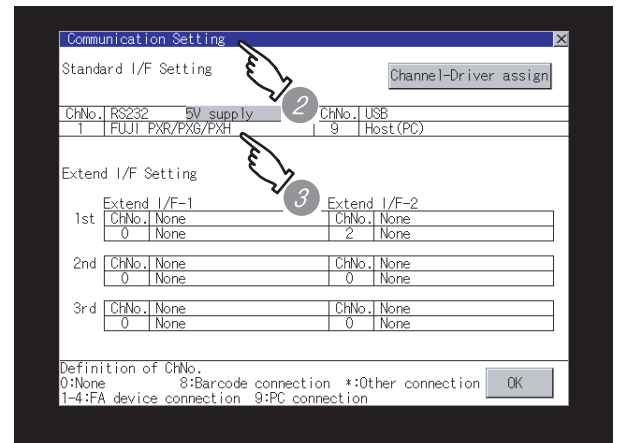 Communication Setting ×
Standard I/F Setting
Channel-Driver assign
ChNo. RS232 5V supply ChNo. USB
1 FUJI PXR/PXG/PXH 9 Host(PC)
2
Extend I/F Setting
3
Extend I/F-1 Extend I/F-2
1st ChNo. None ChNo. None
0 None 2 None
2nd ChNo. None ChNo. None
0 None 0 None
3rd ChNo. None ChNo. None
0 None 0 None
Definition of ChNo.
0:None 8:Barcode connection *:Other connection
1-4:FA device connection 9:PC connection
OK